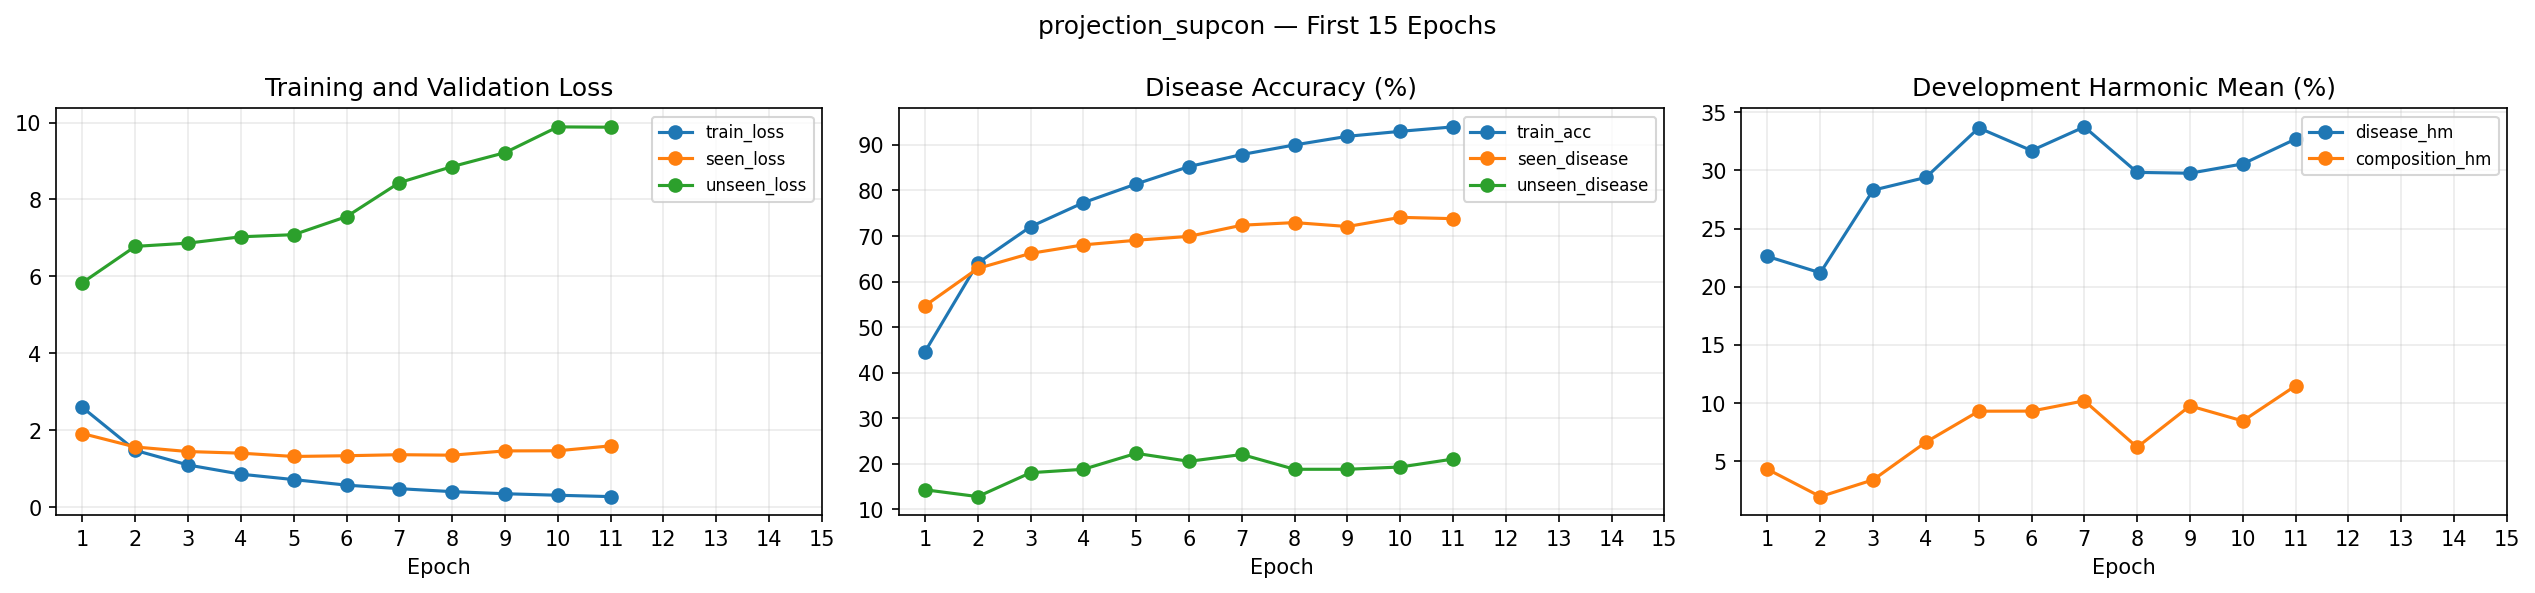 projection_supcon — First 15 Epochs
Training and Validation Loss
10
8
6
4
2
0
train_loss
seen_loss
unseen_loss
1 2 3 4 5 6 7 8 9 10 11 12 13 14 15
Epoch
Disease Accuracy (%)
90
80
70
60
50
40
30
20
10
train_acc
seen_disease
unseen_disease
1 2 3 4 5 6 7 8 9 10 11 12 13 14 15
Epoch
Development Harmonic Mean (%)
35
30
25
20
15
10
5
disease_hm
composition_hm
1 2 3 4 5 6 7 8 9 10 11 12 13 14 15
Epoch